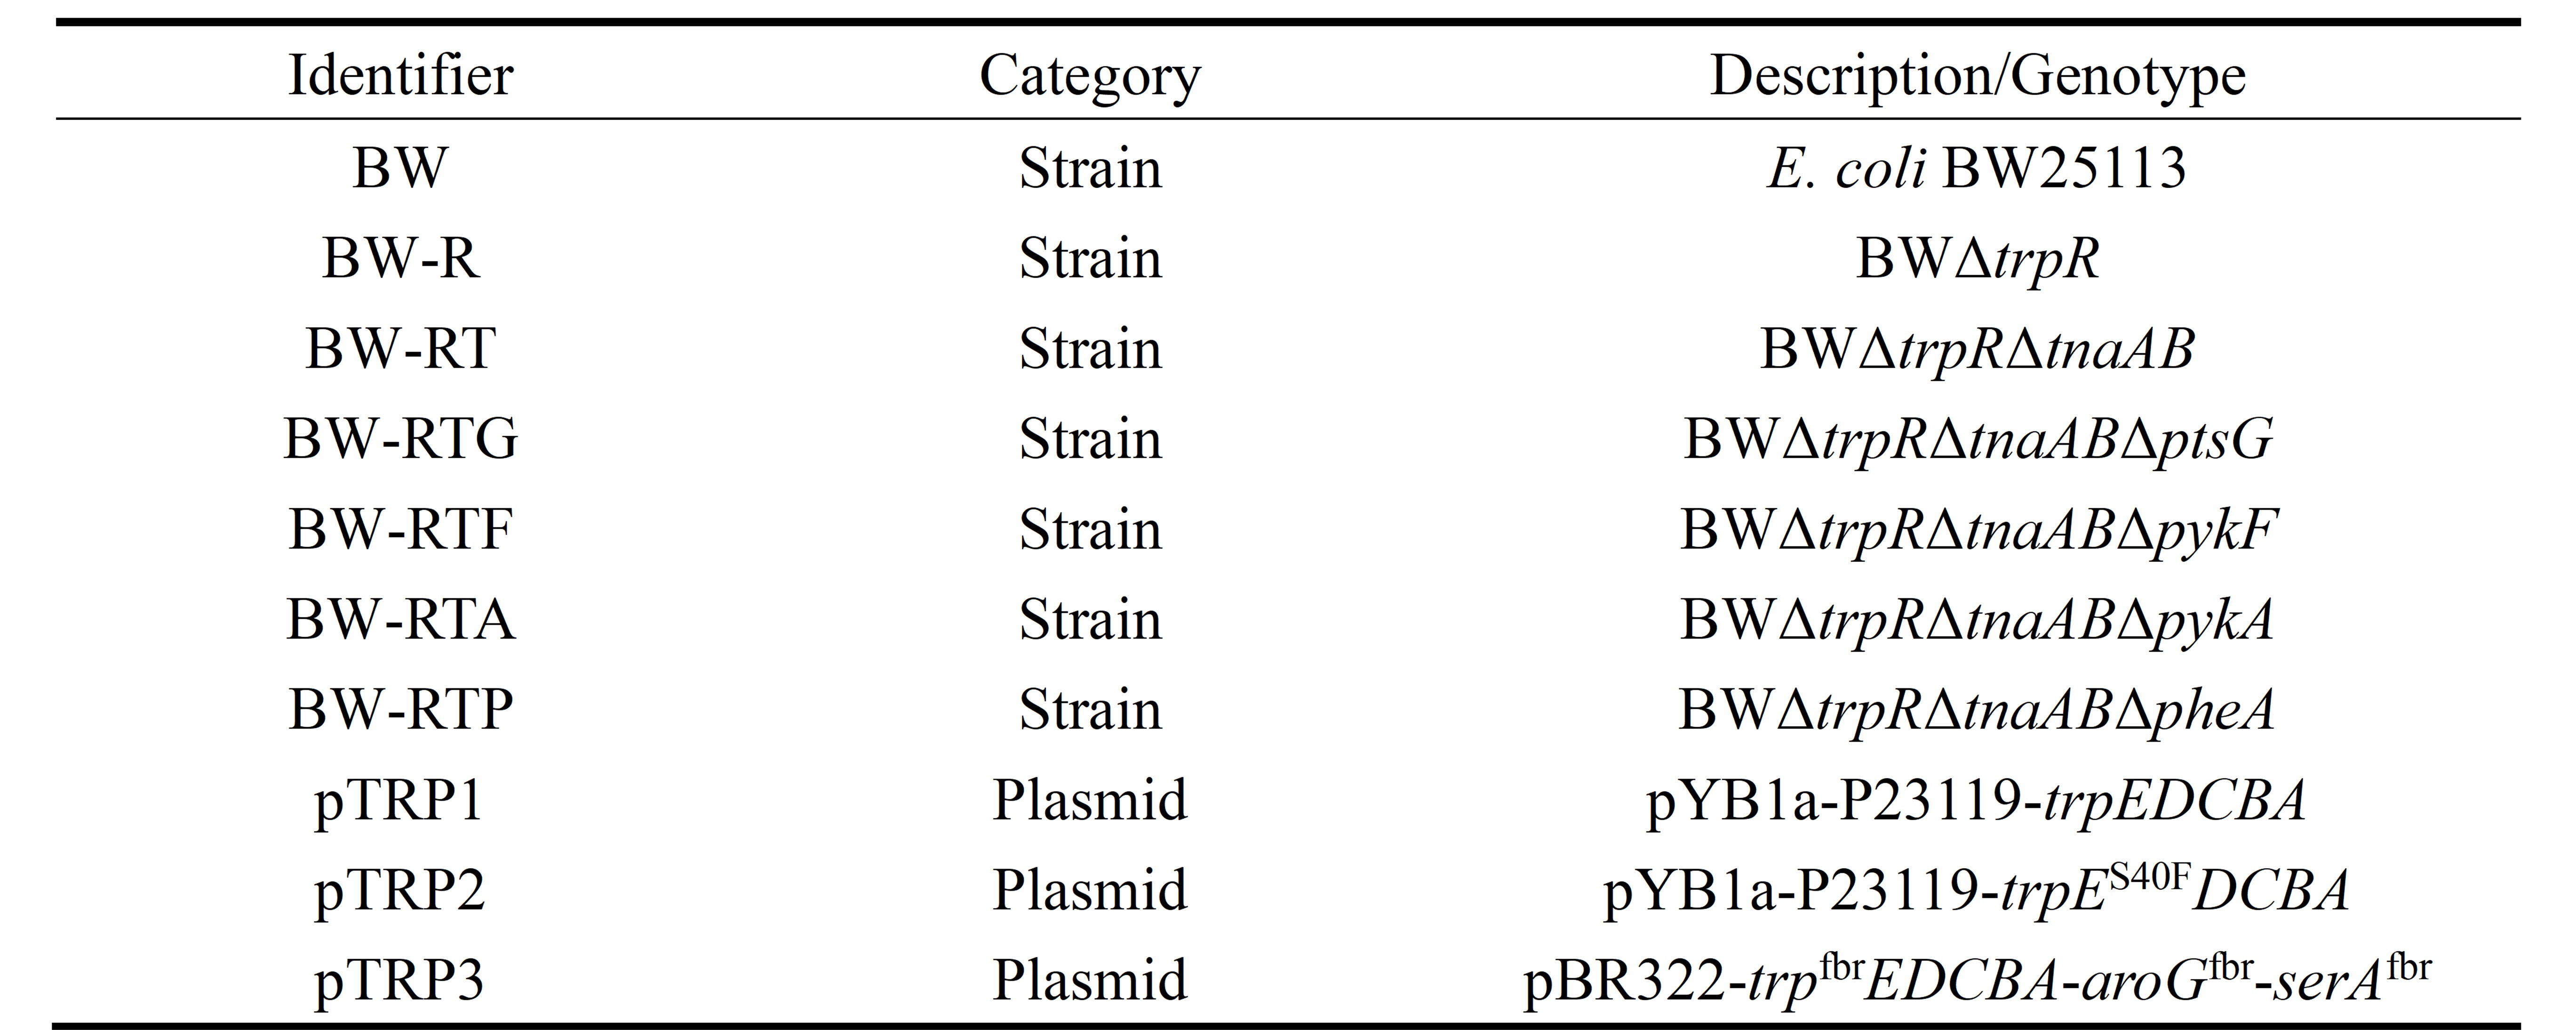 Identifier Category Description/Genotype
BW Strain E. coli BW25113
BW-R Strain BWΔtrpR
BW-RT Strain BWΔtrpRΔtnaAB
BW-RTG Strain BWΔtrpRΔtnaABΔptsG
BW-RTF Strain BWΔtrpRΔtnaABΔpykF
BW-RTA Strain BWΔtrpRΔtnaABΔpykA
BW-RTP Strain BWΔtrpRΔtnaABΔpheA
pTRP1 Plasmid pYB1a-P23119-trpEDCBA
pTRP2 Plasmid pYB1a-P23119-trpE^S40F DCBA
pTRP3 Plasmid pBR322-trp^fbr EDCBA-aroG^fbr-serA^fbr